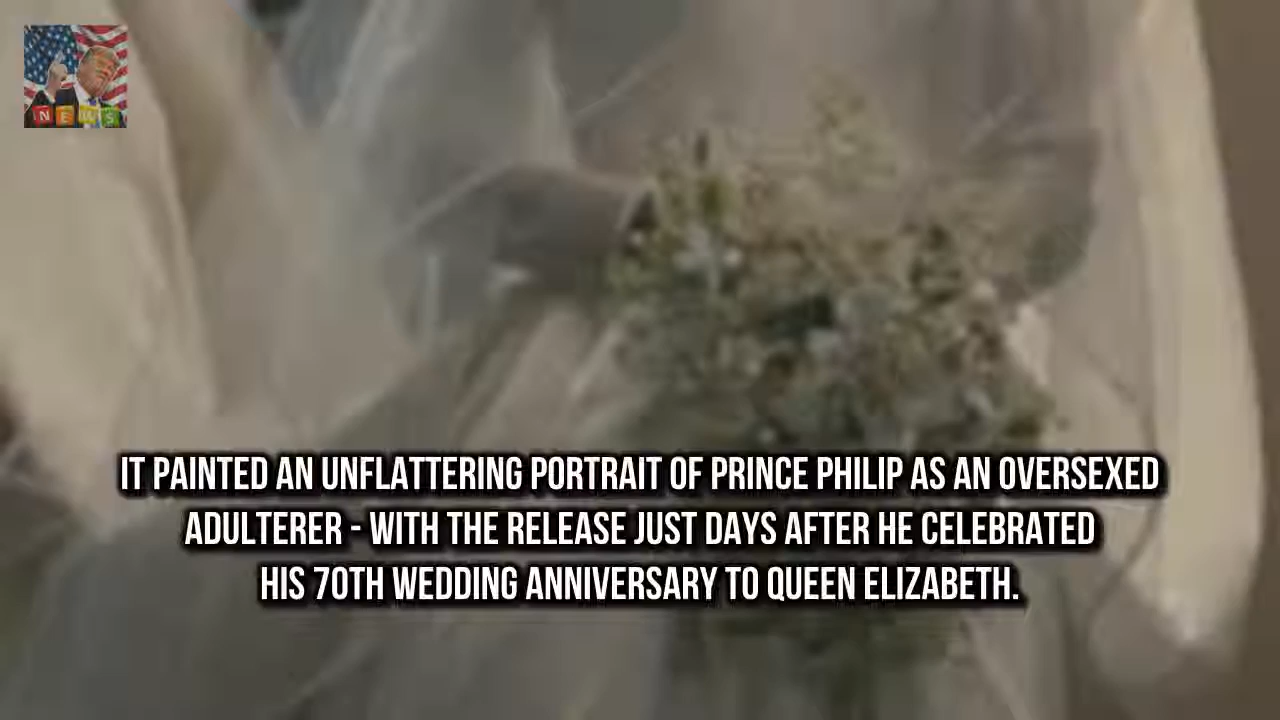 NEWS
IT PAINTED AN UNFLATTERING PORTRAIT OF PRINCE PHILIP AS AN OVERSEXED
ADULTERER - WITH THE RELEASE JUST DAYS AFTER HE CELEBRATED
HIS 70TH WEDDING ANNIVERSARY TO QUEEN ELIZABETH.